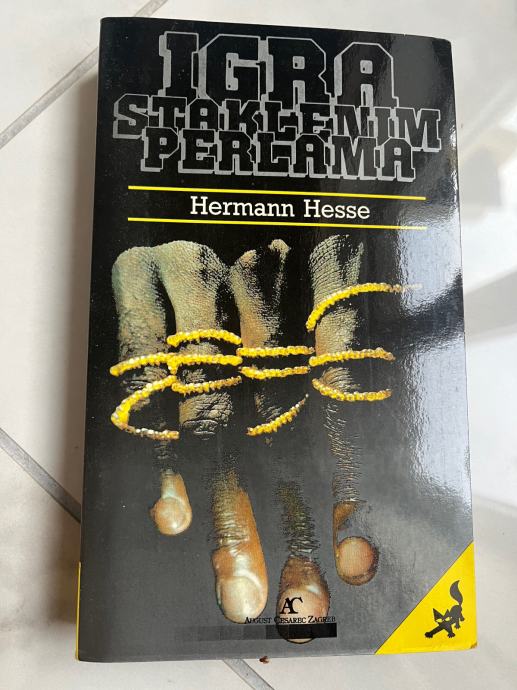 IGRA
STAKLENIM
PERLAMA
Hermann Hesse
AC
AUGUST CESAREC ZAGREB